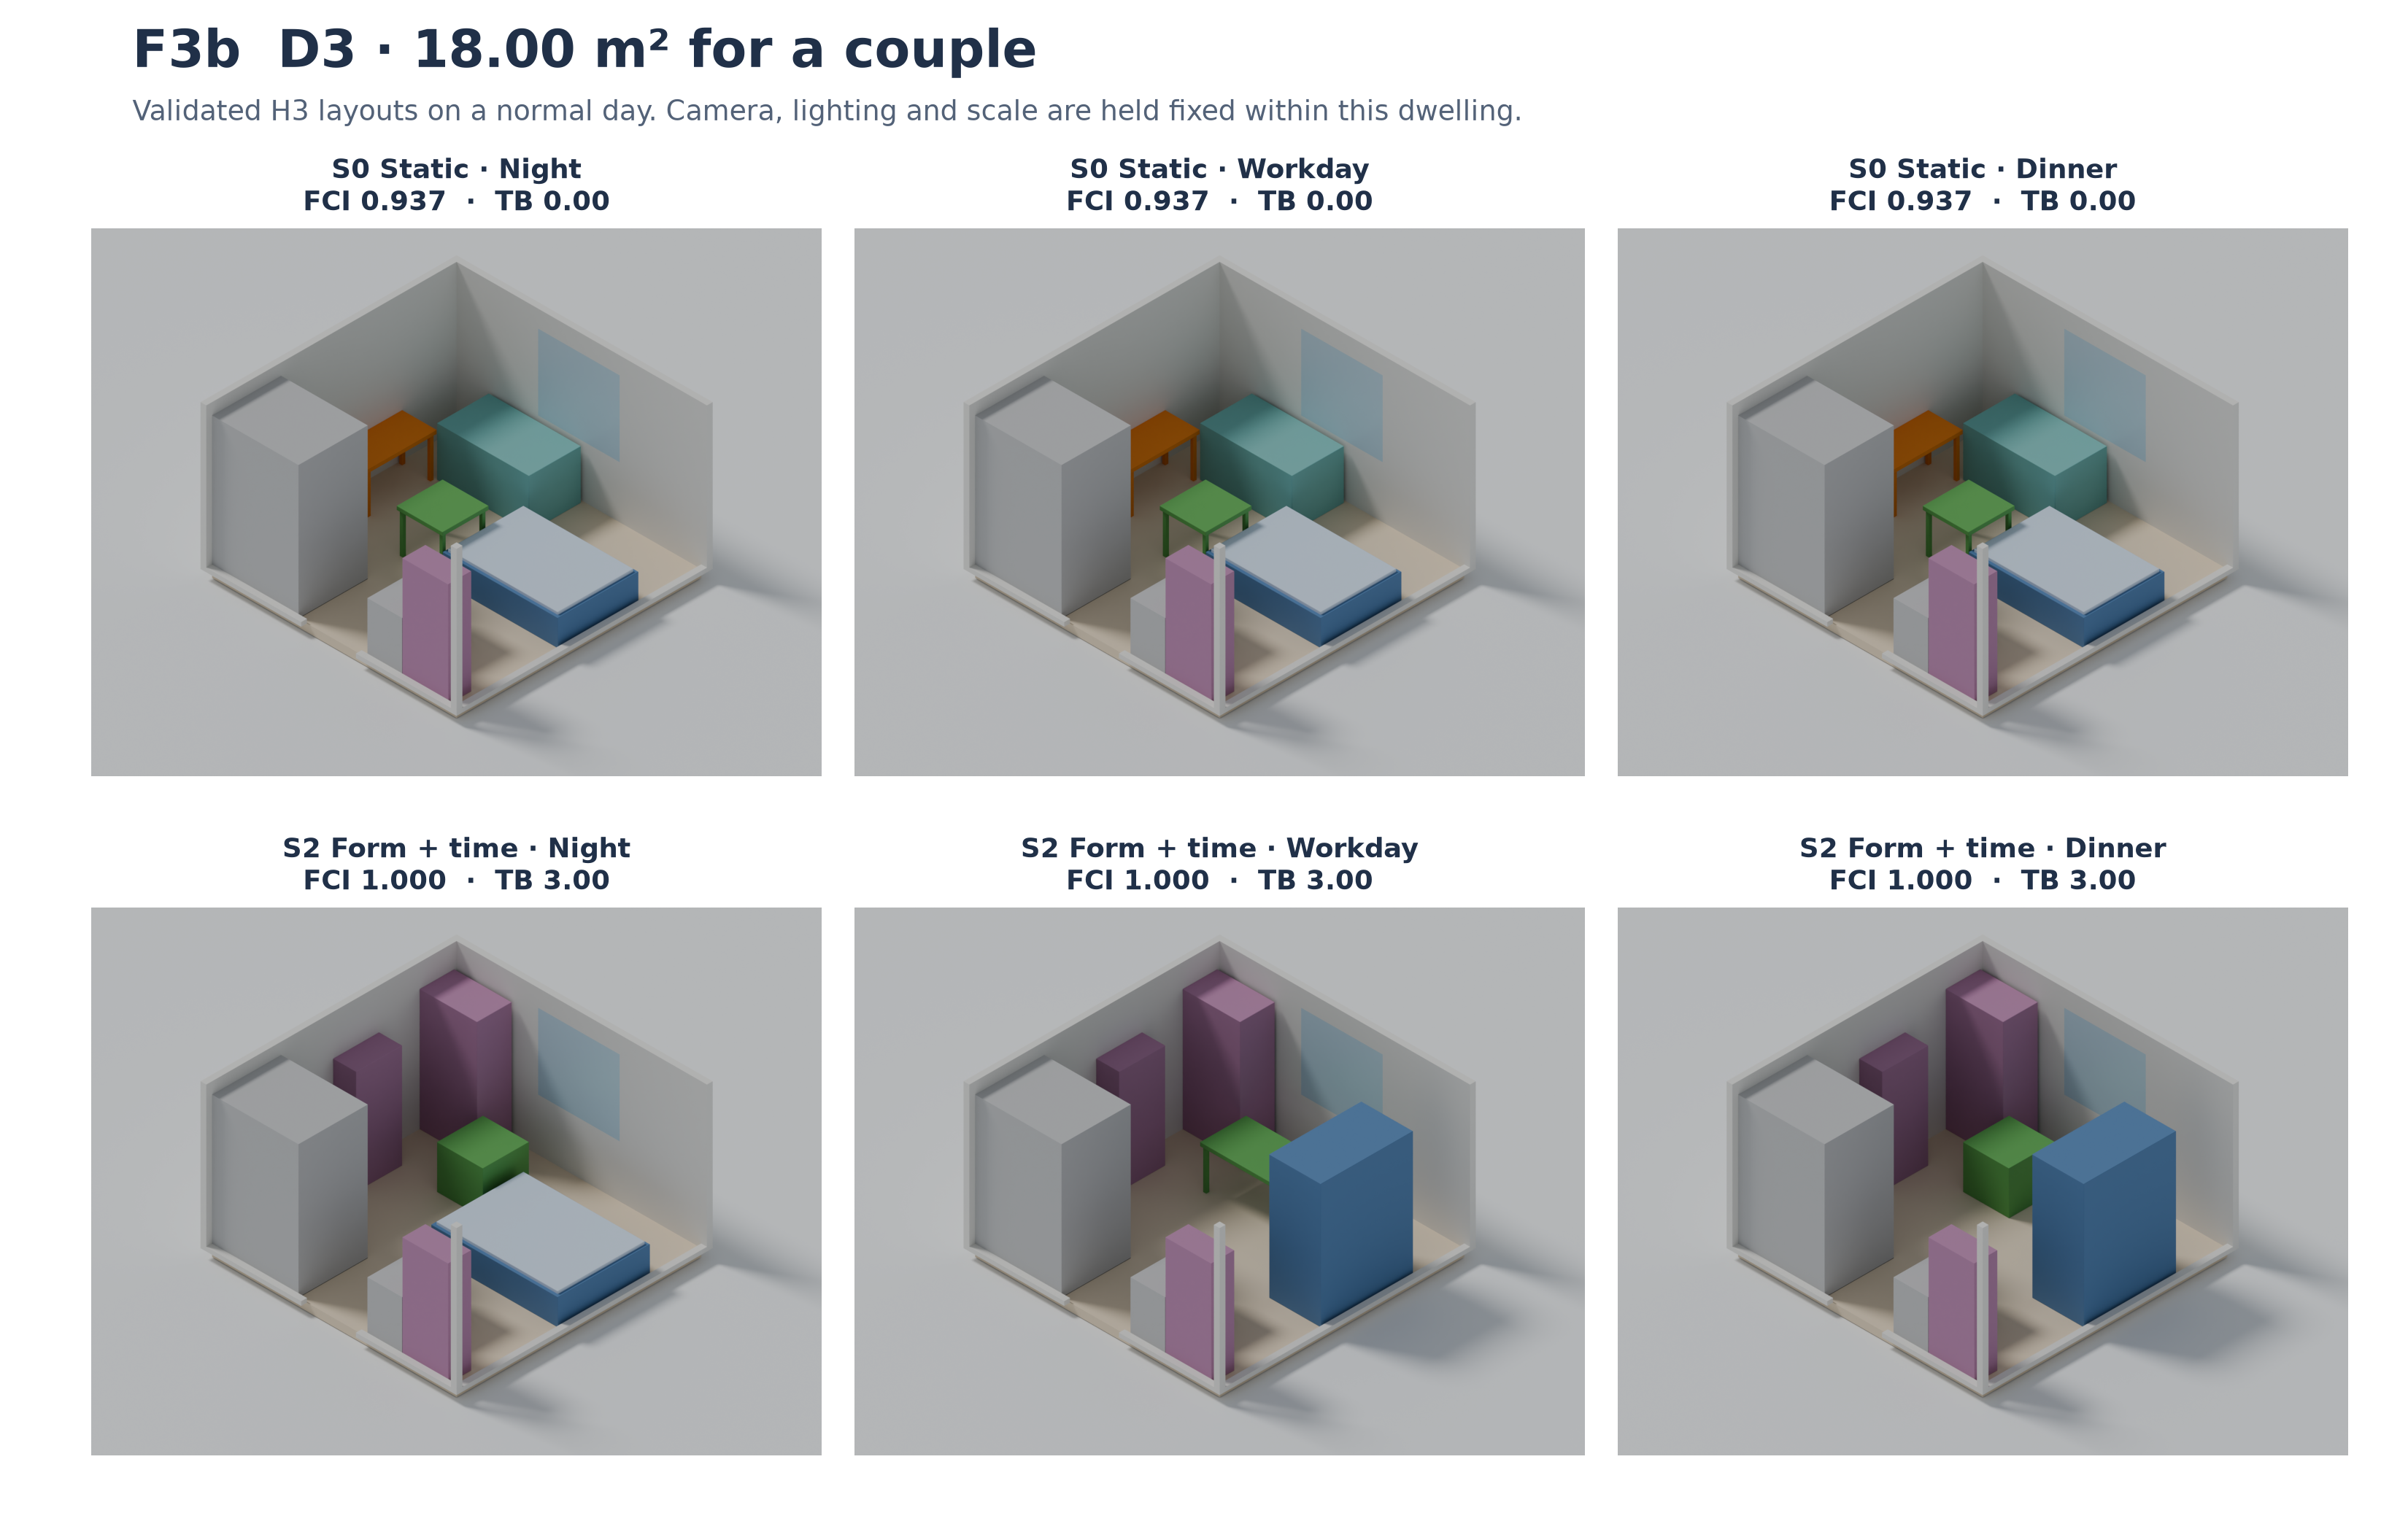 F3b  D3 · 18.00 m² for a couple
Validated H3 layouts on a normal day. Camera, lighting and scale are held fixed within this dwelling.
S0 Static · Night
FCI 0.937  ·  TB 0.00
S0 Static · Workday
FCI 0.937  ·  TB 0.00
S0 Static · Dinner
FCI 0.937  ·  TB 0.00
S2 Form + time · Night
FCI 1.000  ·  TB 3.00
S2 Form + time · Workday
FCI 1.000  ·  TB 3.00
S2 Form + time · Dinner
FCI 1.000  ·  TB 3.00